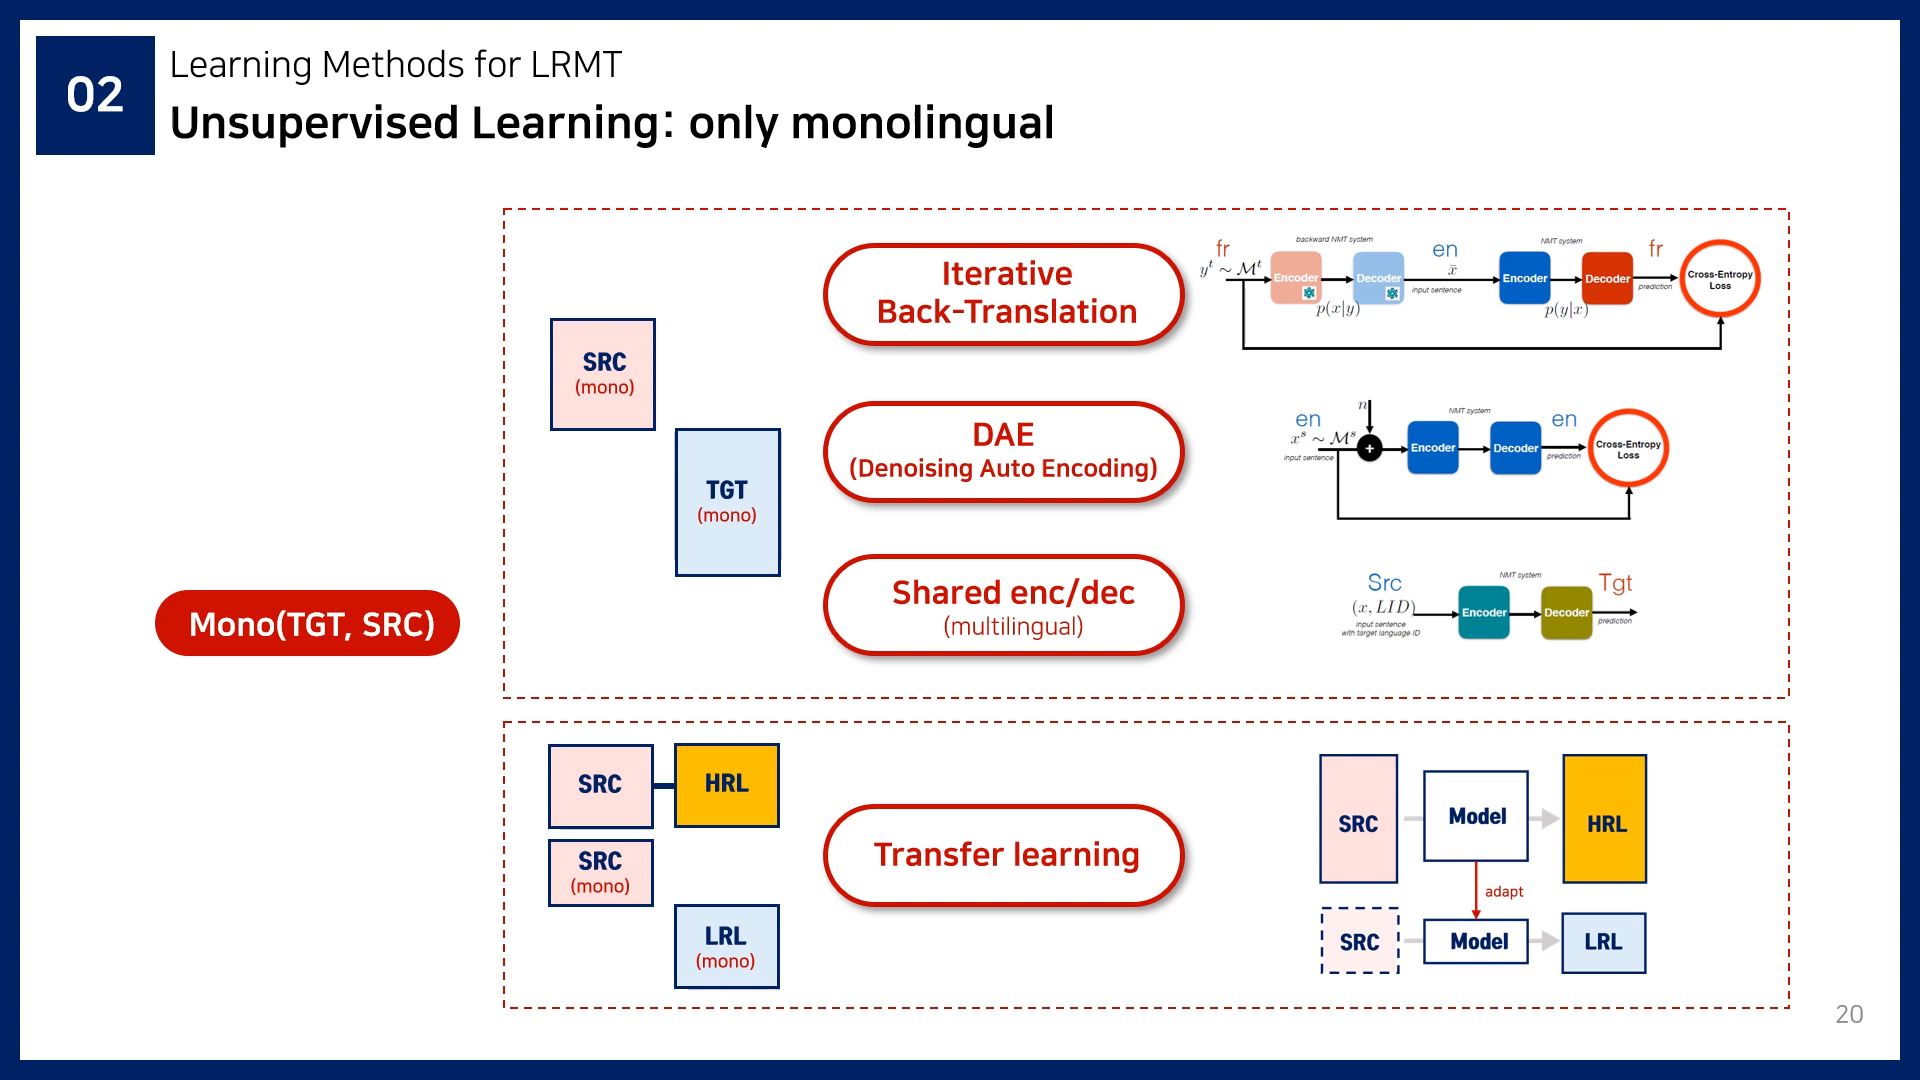 02
Learning Methods for LRMT
Unsupervised Learning: only monolingual
Mono(TGT, SRC)
SRC
(mono)
TGT
(mono)
Iterative
Back-Translation
fr
backward NMT system
en
NMT system
fr
y^t ~ M^t
Encoder
Decoder
x̄
input sentence
Encoder
Decoder
prediction
Cross-Entropy
Loss
p(x|y)
p(y|x)
DAE
(Denoising Auto Encoding)
n
en
NMT system
en
x^s ~ M^s
input sentence
+
Encoder
Decoder
prediction
Cross-Entropy
Loss
Shared enc/dec
(multilingual)
Src
NMT system
Tgt
(x, LID)
input sentence
with target language ID
Encoder
Decoder
prediction
SRC
HRL
SRC
(mono)
LRL
(mono)
Transfer learning
SRC
Model
HRL
adapt
SRC
Model
LRL
20